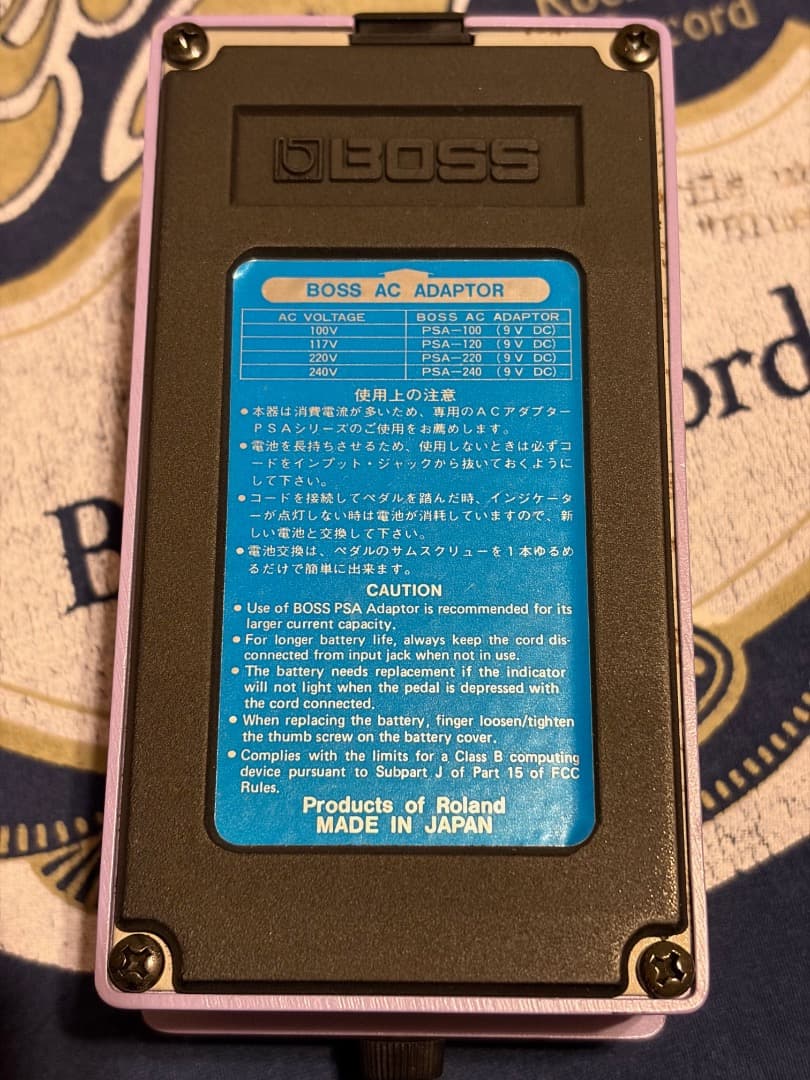 BOSS
BOSS AC ADAPTOR
AC VOLTAGE BOSS AC ADAPTOR
100V PSA-100 (9V DC)
117V PSA-120 (9V DC)
220V PSA-220 (9V DC)
240V PSA-240 (9V DC)
使用上の注意
●本器は消費電流が多いため、専用のACアダプター
PSAシリーズのご使用をお薦めします。
●電池を長持ちさせるため、使用しないときは必ずコ
ードをインプット・ジャックから抜いておくように
して下さい。
●コードを接続してペダルを踏んだ時、インジケータ
ーが点灯しない時は電池が消耗していますので、新
しい電池と交換して下さい。
●電池交換は、ペダルのサムスクリューを1本ゆるめ
るだけで簡単に出来ます。
CAUTION
● Use of BOSS PSA Adaptor is recommended for its
larger current capacity.
● For longer battery life, always keep the cord dis-
connected from input jack when not in use.
● The battery needs replacement if the indicator
will not light when the pedal is depressed with
the cord connected.
● When replacing the battery, finger loosen/tighten
the thumb screw on the battery cover.
● Complies with the limits for a Class B computing
device pursuant to Subpart J of Part 15 of FCC
Rules.
Products of Roland
MADE IN JAPAN
cord
ord
B